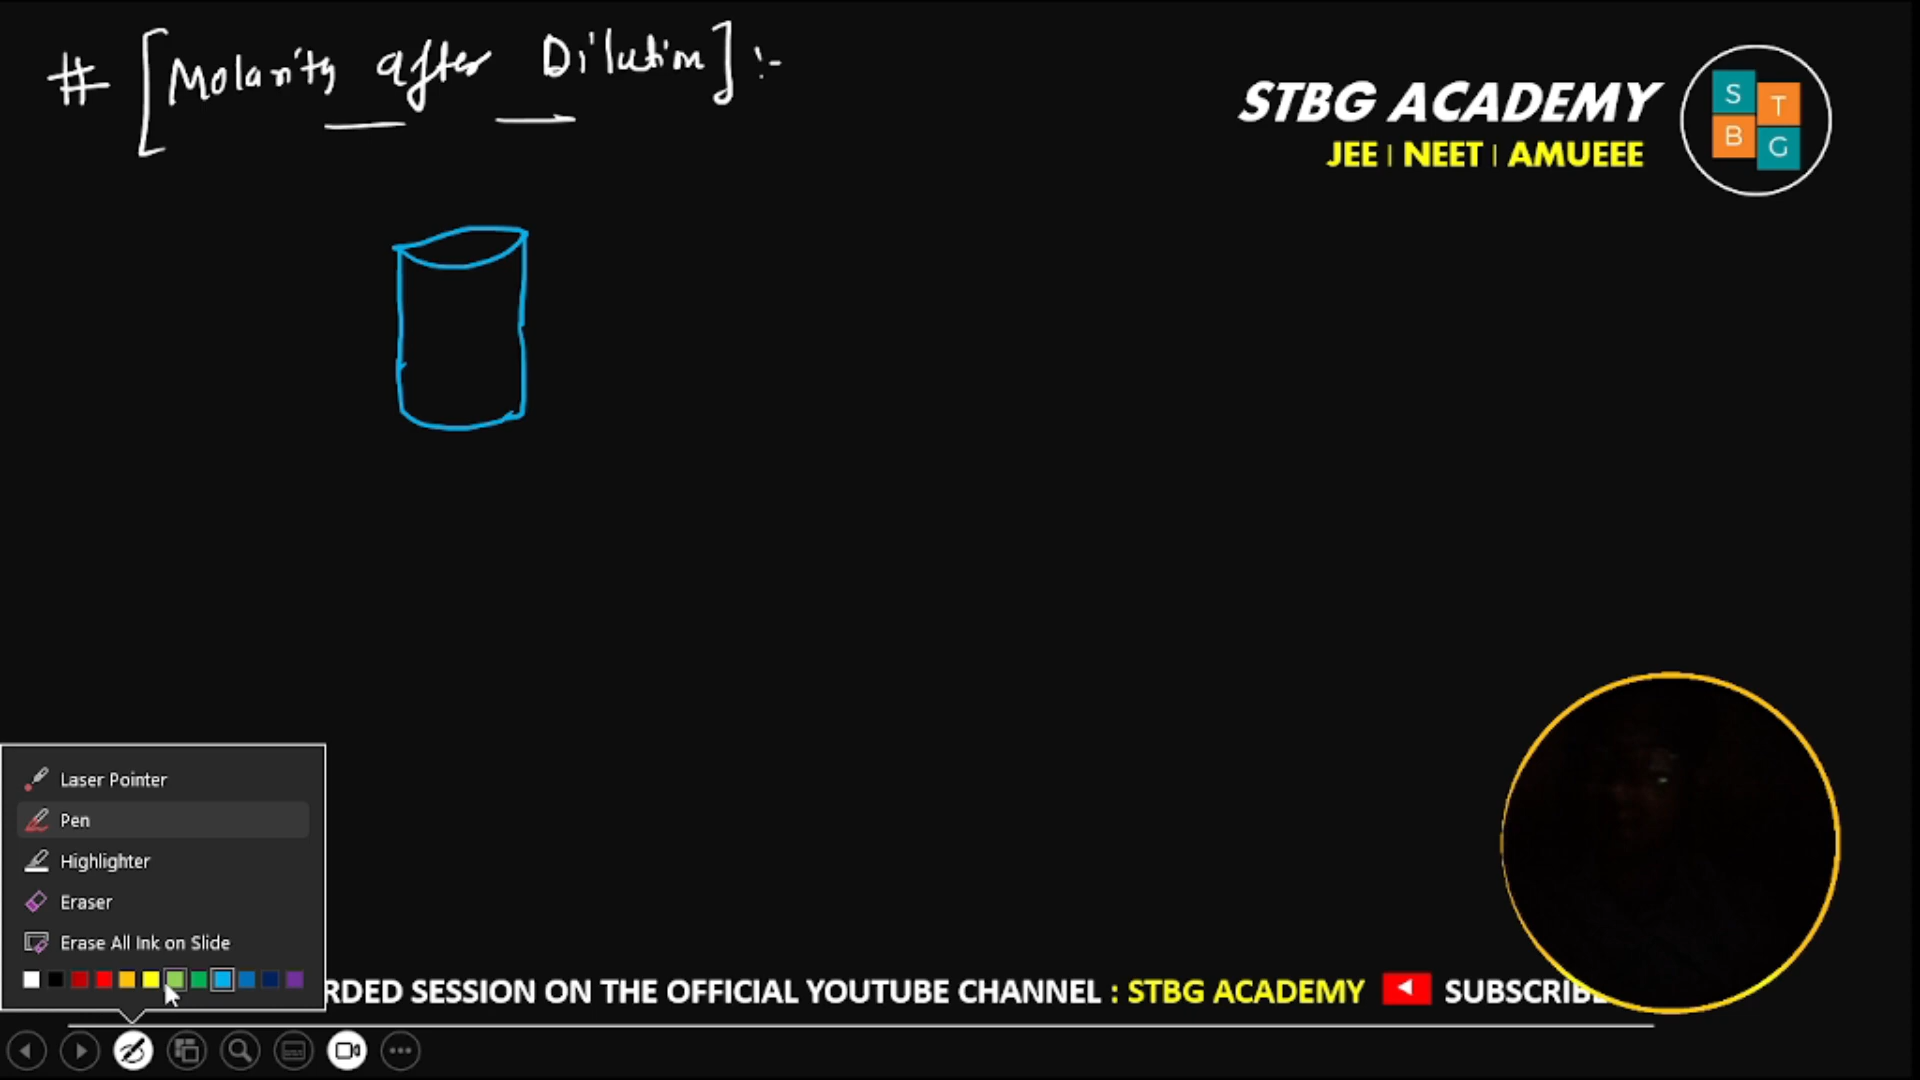 # [Molarity after Dilution] :-
STBG ACADEMY
JEE | NEET | AMUEEE
S T
B G
Laser Pointer
Pen
Highlighter
Eraser
Erase All Ink on Slide
RDED SESSION ON THE OFFICIAL YOUTUBE CHANNEL : STBG ACADEMY SUBSCRIBE